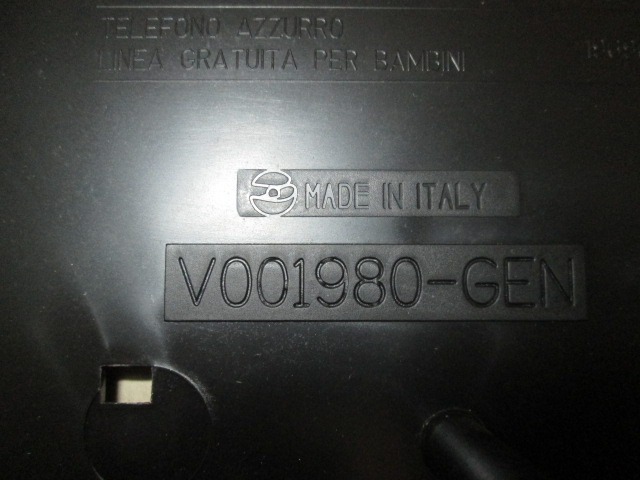 TELEFONO AZZURRO
LINEA GRATUITA PER BAMBINI
MADE IN ITALY
V001980-GEN